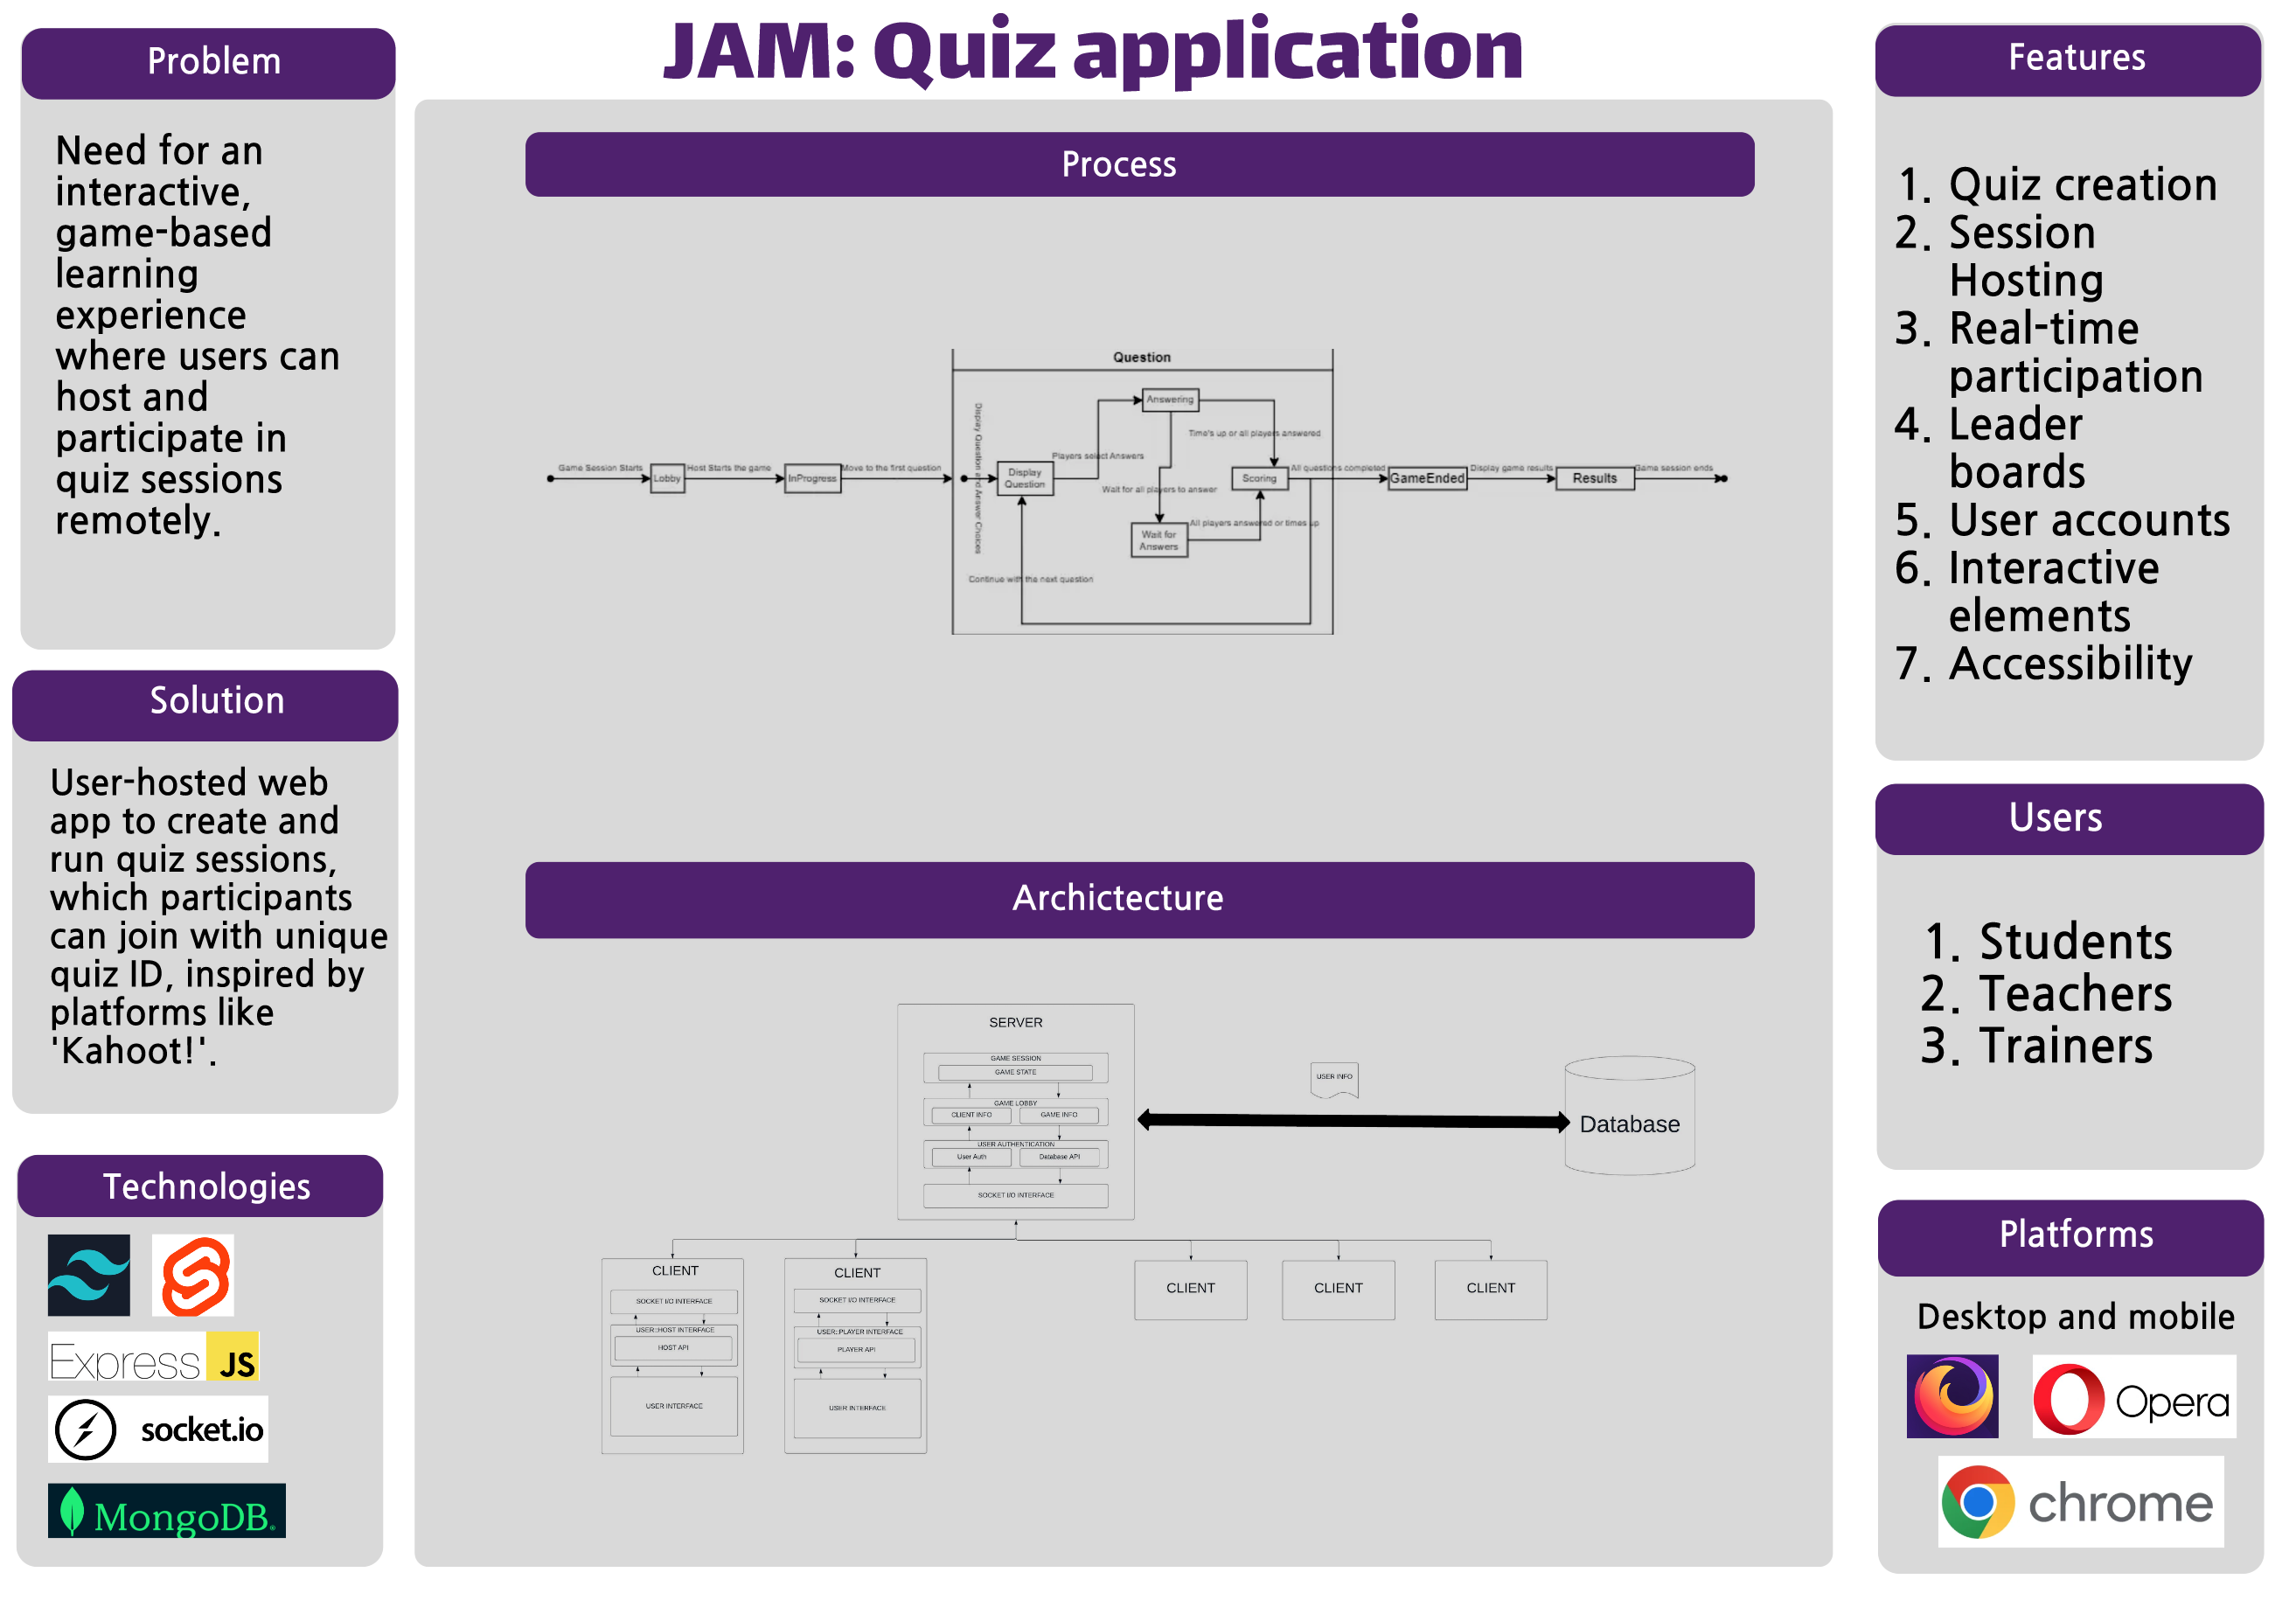 JAM: Quiz application
Problem
Need for an
interactive,
game-based
learning
experience
where users can
host and
participate in
quiz sessions
remotely.
Solution
User-hosted web
app to create and
run quiz sessions,
which participants
can join with unique
quiz ID, inspired by
platforms like
'Kahoot!'.
Technologies
Express JS
socket.io
MongoDB®
Process
Question
Game Session Starts
Lobby
Host Starts the game
InProgress
Move to the first question
Display Question and Answer Choices
Display
Question
Players select Answers
Answering
Time's up or all players answered
Wait for all players to answer
Wait for
Answers
All players answered or times up
Scoring
Continue with the next question
All questions completed
GameEnded
Display game results
Results
Game session ends
Archictecture
SERVER
GAME SESSION
GAME STATE
GAME LOBBY
CLIENT INFO
GAME INFO
USER AUTHENTICATION
User Auth
Database API
SOCKET I/O INTERFACE
USER INFO
Database
CLIENT
SOCKET I/O INTERFACE
USER::HOST INTERFACE
HOST API
USER INTERFACE
CLIENT
SOCKET I/O INTERFACE
USER::PLAYER INTERFACE
PLAYER API
USER INTERFACE
CLIENT
CLIENT
CLIENT
Features
1. Quiz creation
2. Session
Hosting
3. Real-time
participation
4. Leader
boards
5. User accounts
6. Interactive
elements
7. Accessibility
Users
1. Students
2. Teachers
3. Trainers
Platforms
Desktop and mobile
Opera
chrome